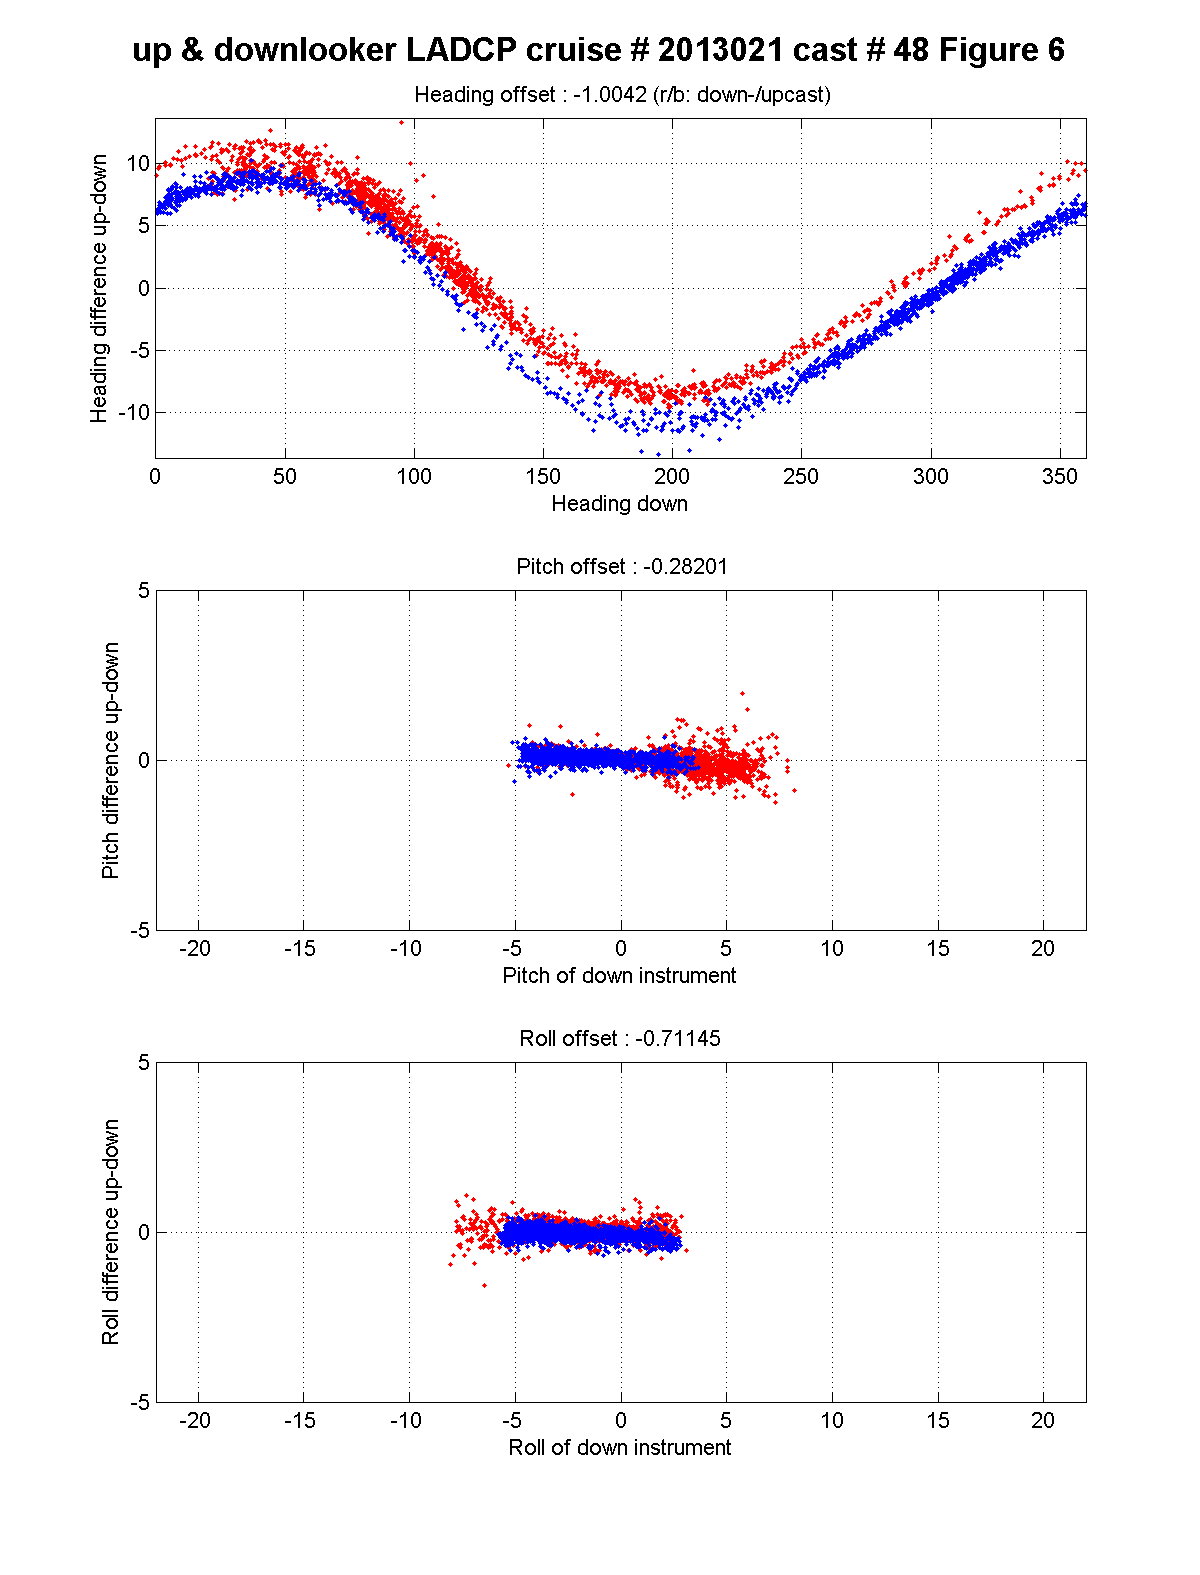 up & downlooker LADCP cruise # 2013021 cast # 48 Figure 6
Heading offset : -1.0042 (r/b: down-/upcast)
Heading difference up-down
10
5
0
-5
-10
0 50 100 150 200 250 300 350
Heading down
Pitch offset : -0.28201
Pitch difference up-down
5
0
-5
-20 -15 -10 -5 0 5 10 15 20
Pitch of down instrument
Roll offset : -0.71145
Roll difference up-down
5
0
-5
-20 -15 -10 -5 0 5 10 15 20
Roll of down instrument